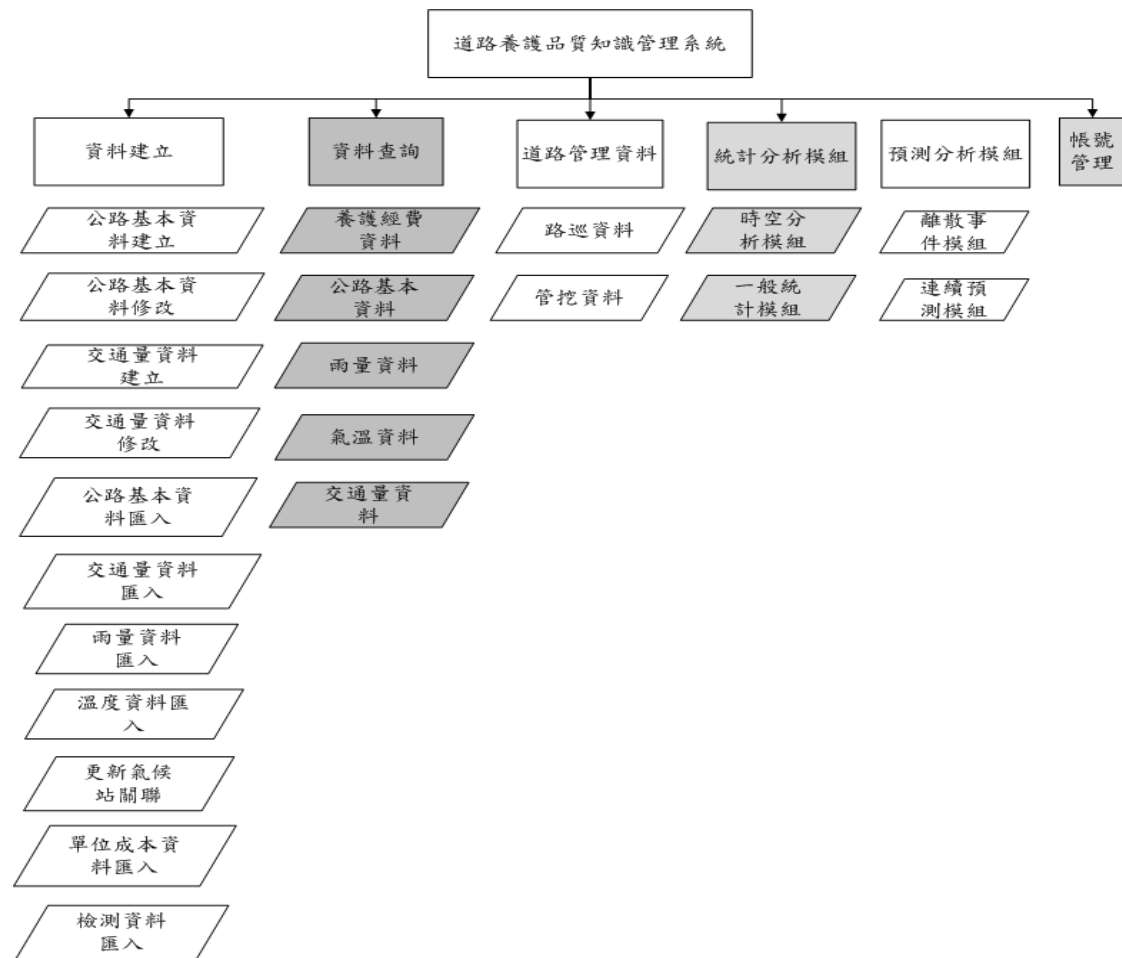 道路養護品質知識管理系統
資料建立
資料查詢
道路管理資料
統計分析模組
預測分析模組
帳號
管理
公路基本資
料建立
公路基本資
料修改
交通量資料
建立
交通量資料
修改
公路基本資
料匯入
交通量資料
匯入
雨量資料
匯入
溫度資料匯
入
更新氣候
站關聯
單位成本資
料匯入
檢測資料
匯入
養護經費
資料
公路基本
資料
雨量資料
氣溫資料
交通量資
料
路巡資料
管挖資料
時空分
析模組
一般統
計模組
離散事
件模組
連續預
測模組